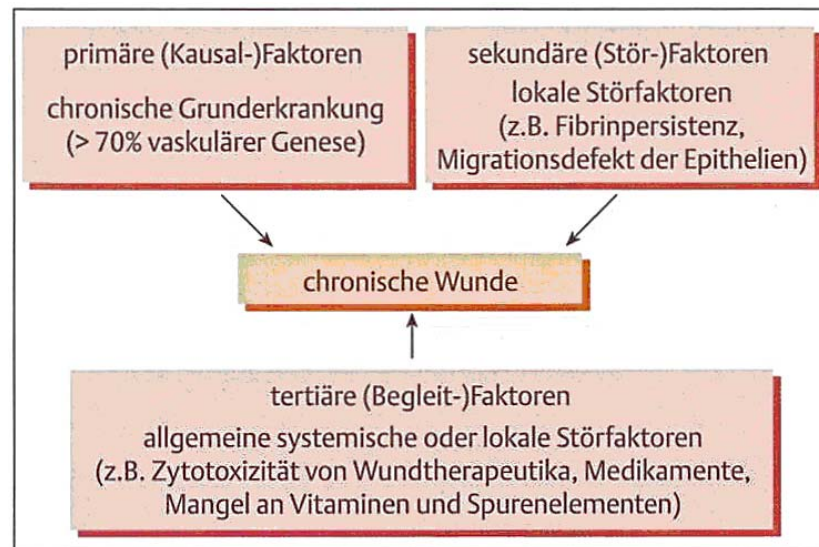 primäre (Kausal-)Faktoren
chronische Grunderkrankung
(> 70% vaskulärer Genese)
sekundäre (Stör-)Faktoren
lokale Störfaktoren
(z.B. Fibrinpersistenz,
Migrationsdefekt der Epithelien)
chronische Wunde
tertiäre (Begleit-)Faktoren
allgemeine systemische oder lokale Störfaktoren
(z.B. Zytotoxizität von Wundtherapeutika, Medikamente,
Mangel an Vitaminen und Spurenelementen)